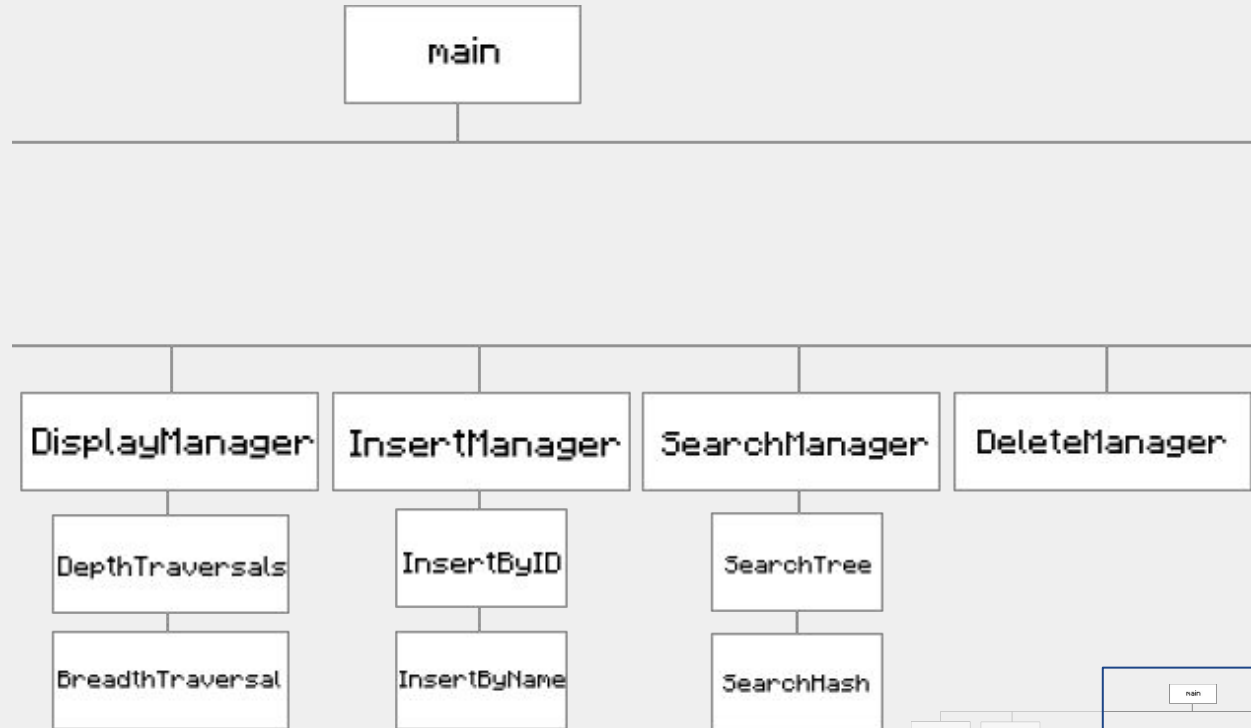 main
DisplayManager
InsertManager
SearchManager
DeleteManager
DepthTraversals
InsertByID
SearchTree
BreadthTraversal
InsertByName
SearchHash
main